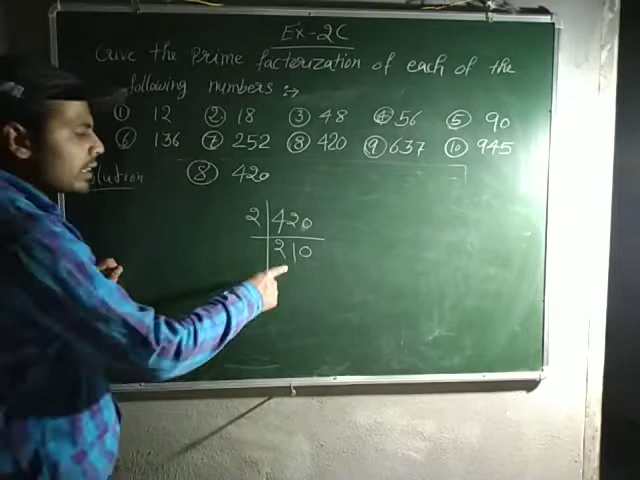 Ex-2C
Give the Prime factorization of each of the
following numbers :→
① 12 ② 18 ③ 48 ④ 56 ⑤ 90
⑥ 136 ⑦ 252 ⑧ 420 ⑨ 637 ⑩ 945
lution ⑧ 420
2 | 420
210